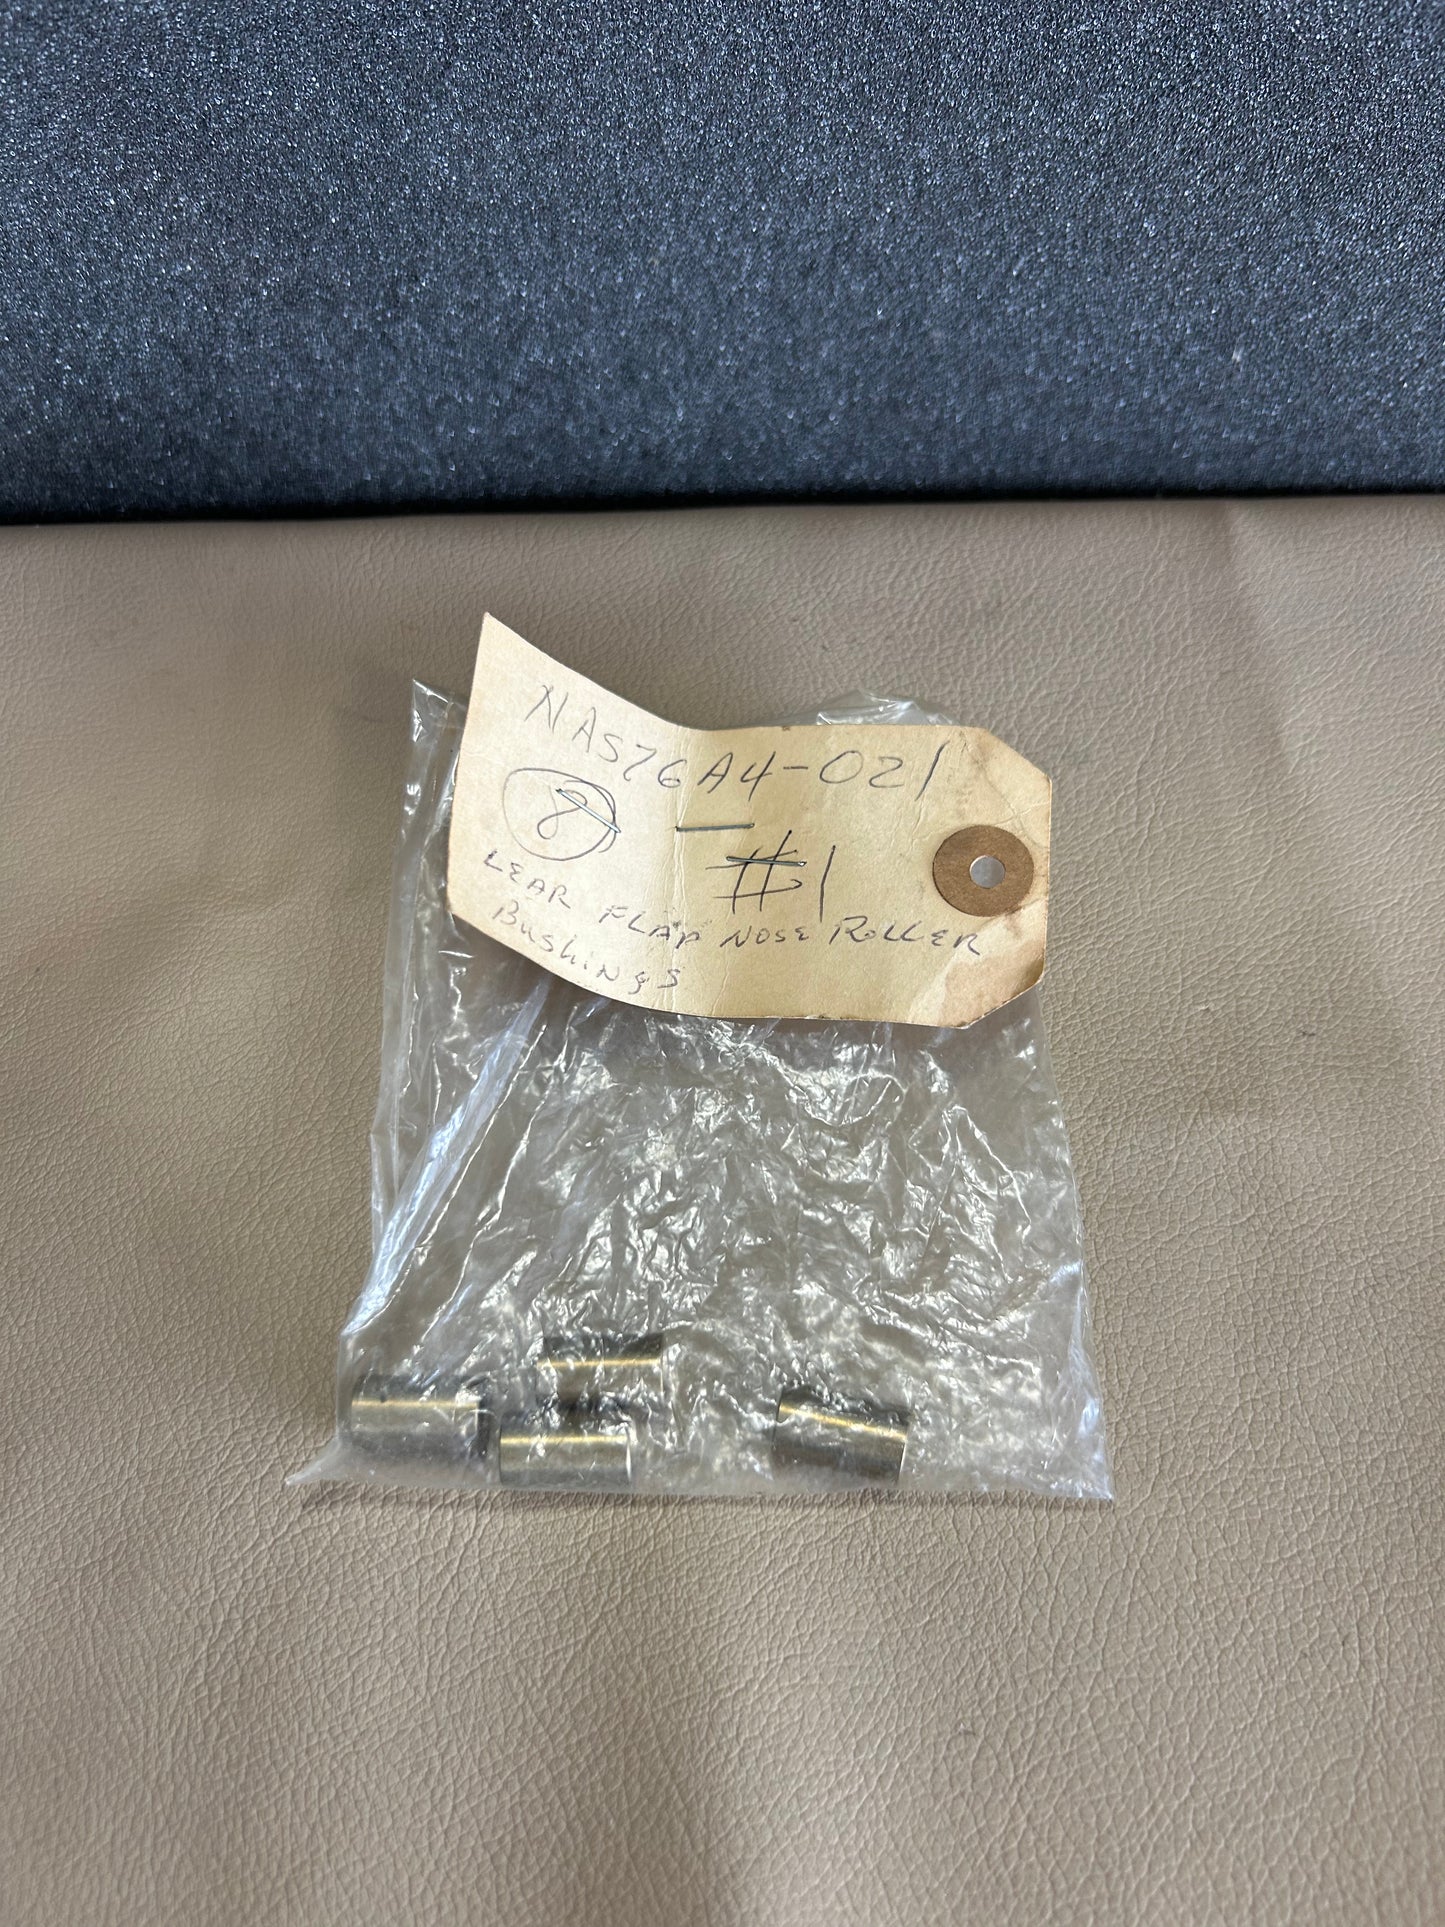 NAS76A4-021
8
#1
LEAR FLAP NOSE ROLLER
BUSHINGS